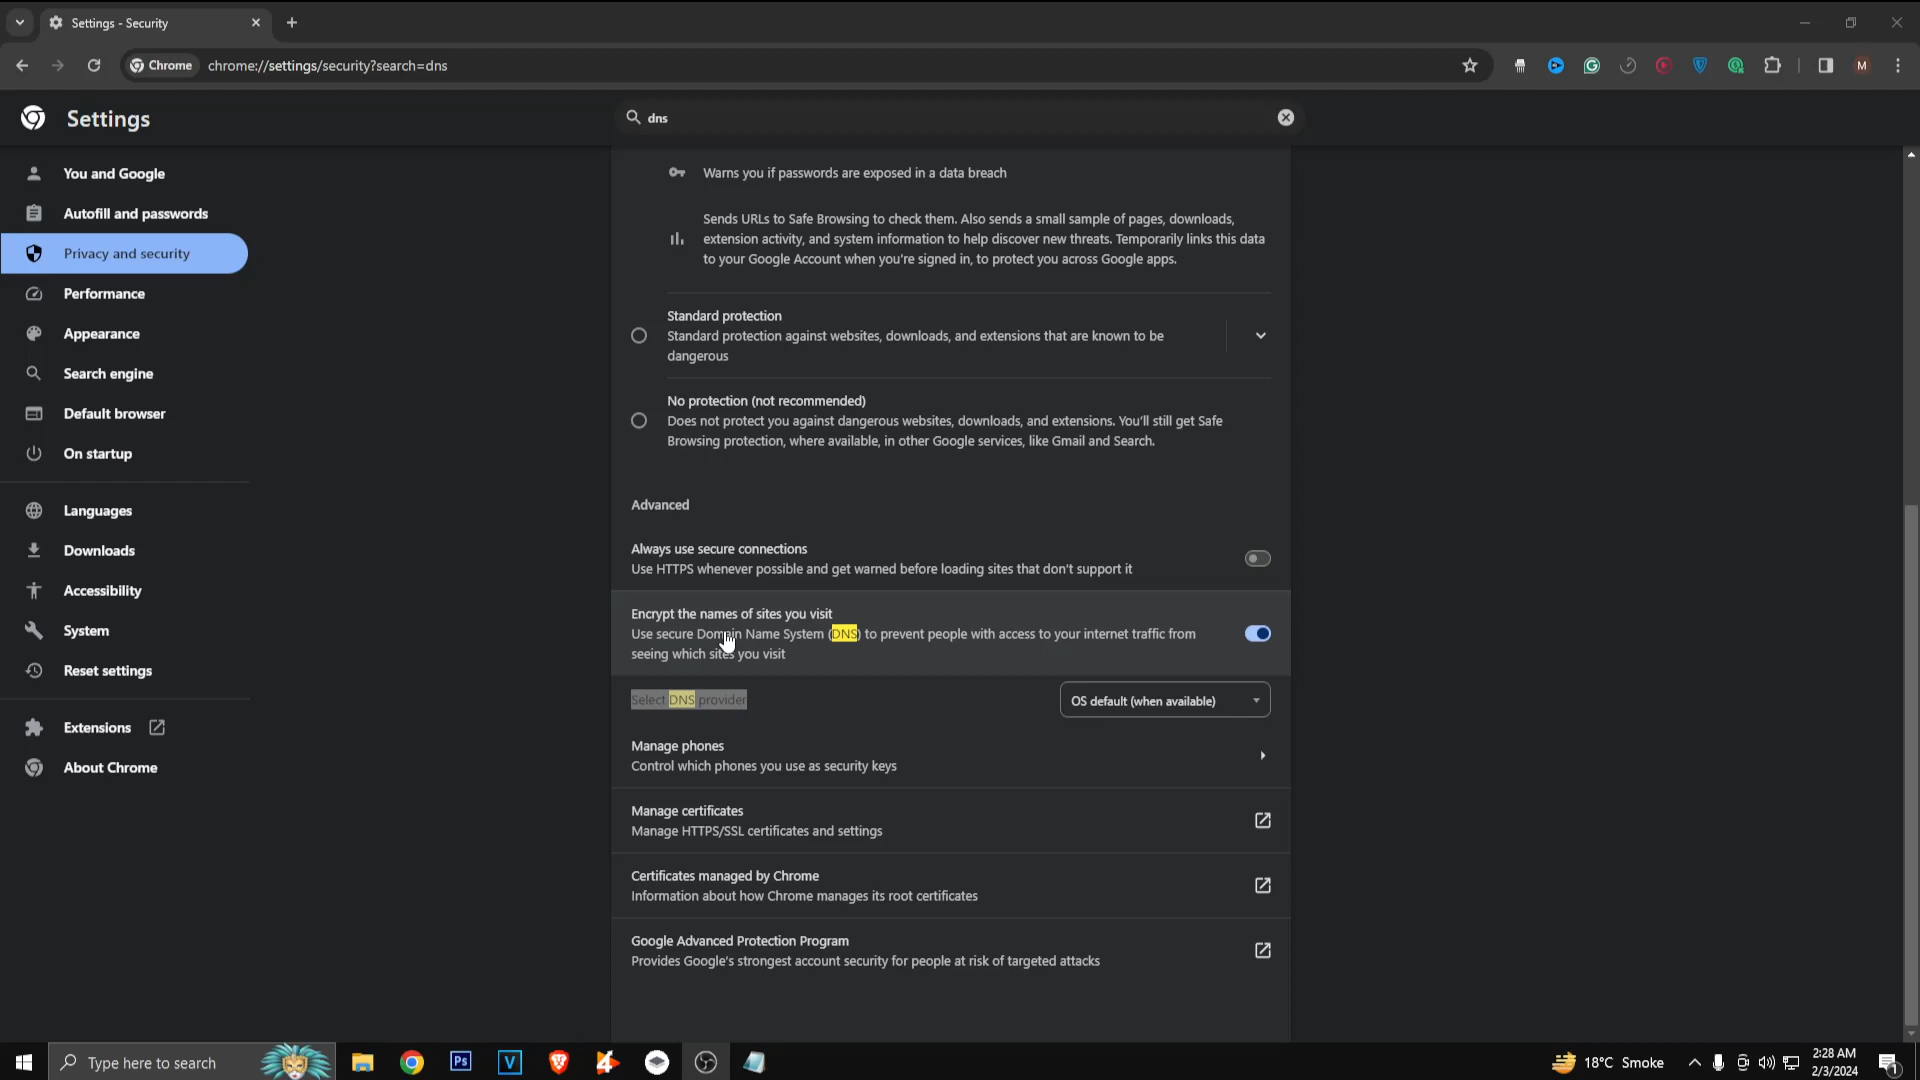 Settings - Security
Chrome
chrome://settings/security?search=dns
M
Settings
dns
You and Google
Autofill and passwords
Privacy and security
Performance
Appearance
Search engine
Default browser
On startup
Languages
Downloads
Accessibility
System
Reset settings
Extensions
About Chrome
Warns you if passwords are exposed in a data breach
Sends URLs to Safe Browsing to check them. Also sends a small sample of pages, downloads,
extension activity, and system information to help discover new threats. Temporarily links this data
to your Google Account when you're signed in, to protect you across Google apps.
Standard protection
Standard protection against websites, downloads, and extensions that are known to be
dangerous
No protection (not recommended)
Does not protect you against dangerous websites, downloads, and extensions. You'll still get Safe
Browsing protection, where available, in other Google services, like Gmail and Search.
Advanced
Always use secure connections
Use HTTPS whenever possible and get warned before loading sites that don't support it
Encrypt the names of sites you visit
Use secure Domain Name System (DNS) to prevent people with access to your internet traffic from
seeing which sites you visit
Select DNS provider
OS default (when available)
Manage phones
Control which phones you use as security keys
Manage certificates
Manage HTTPS/SSL certificates and settings
Certificates managed by Chrome
Information about how Chrome manages its root certificates
Google Advanced Protection Program
Provides Google's strongest account security for people at risk of targeted attacks
Type here to search
Ps
V
18°C Smoke
2:28 AM
2/3/2024
1